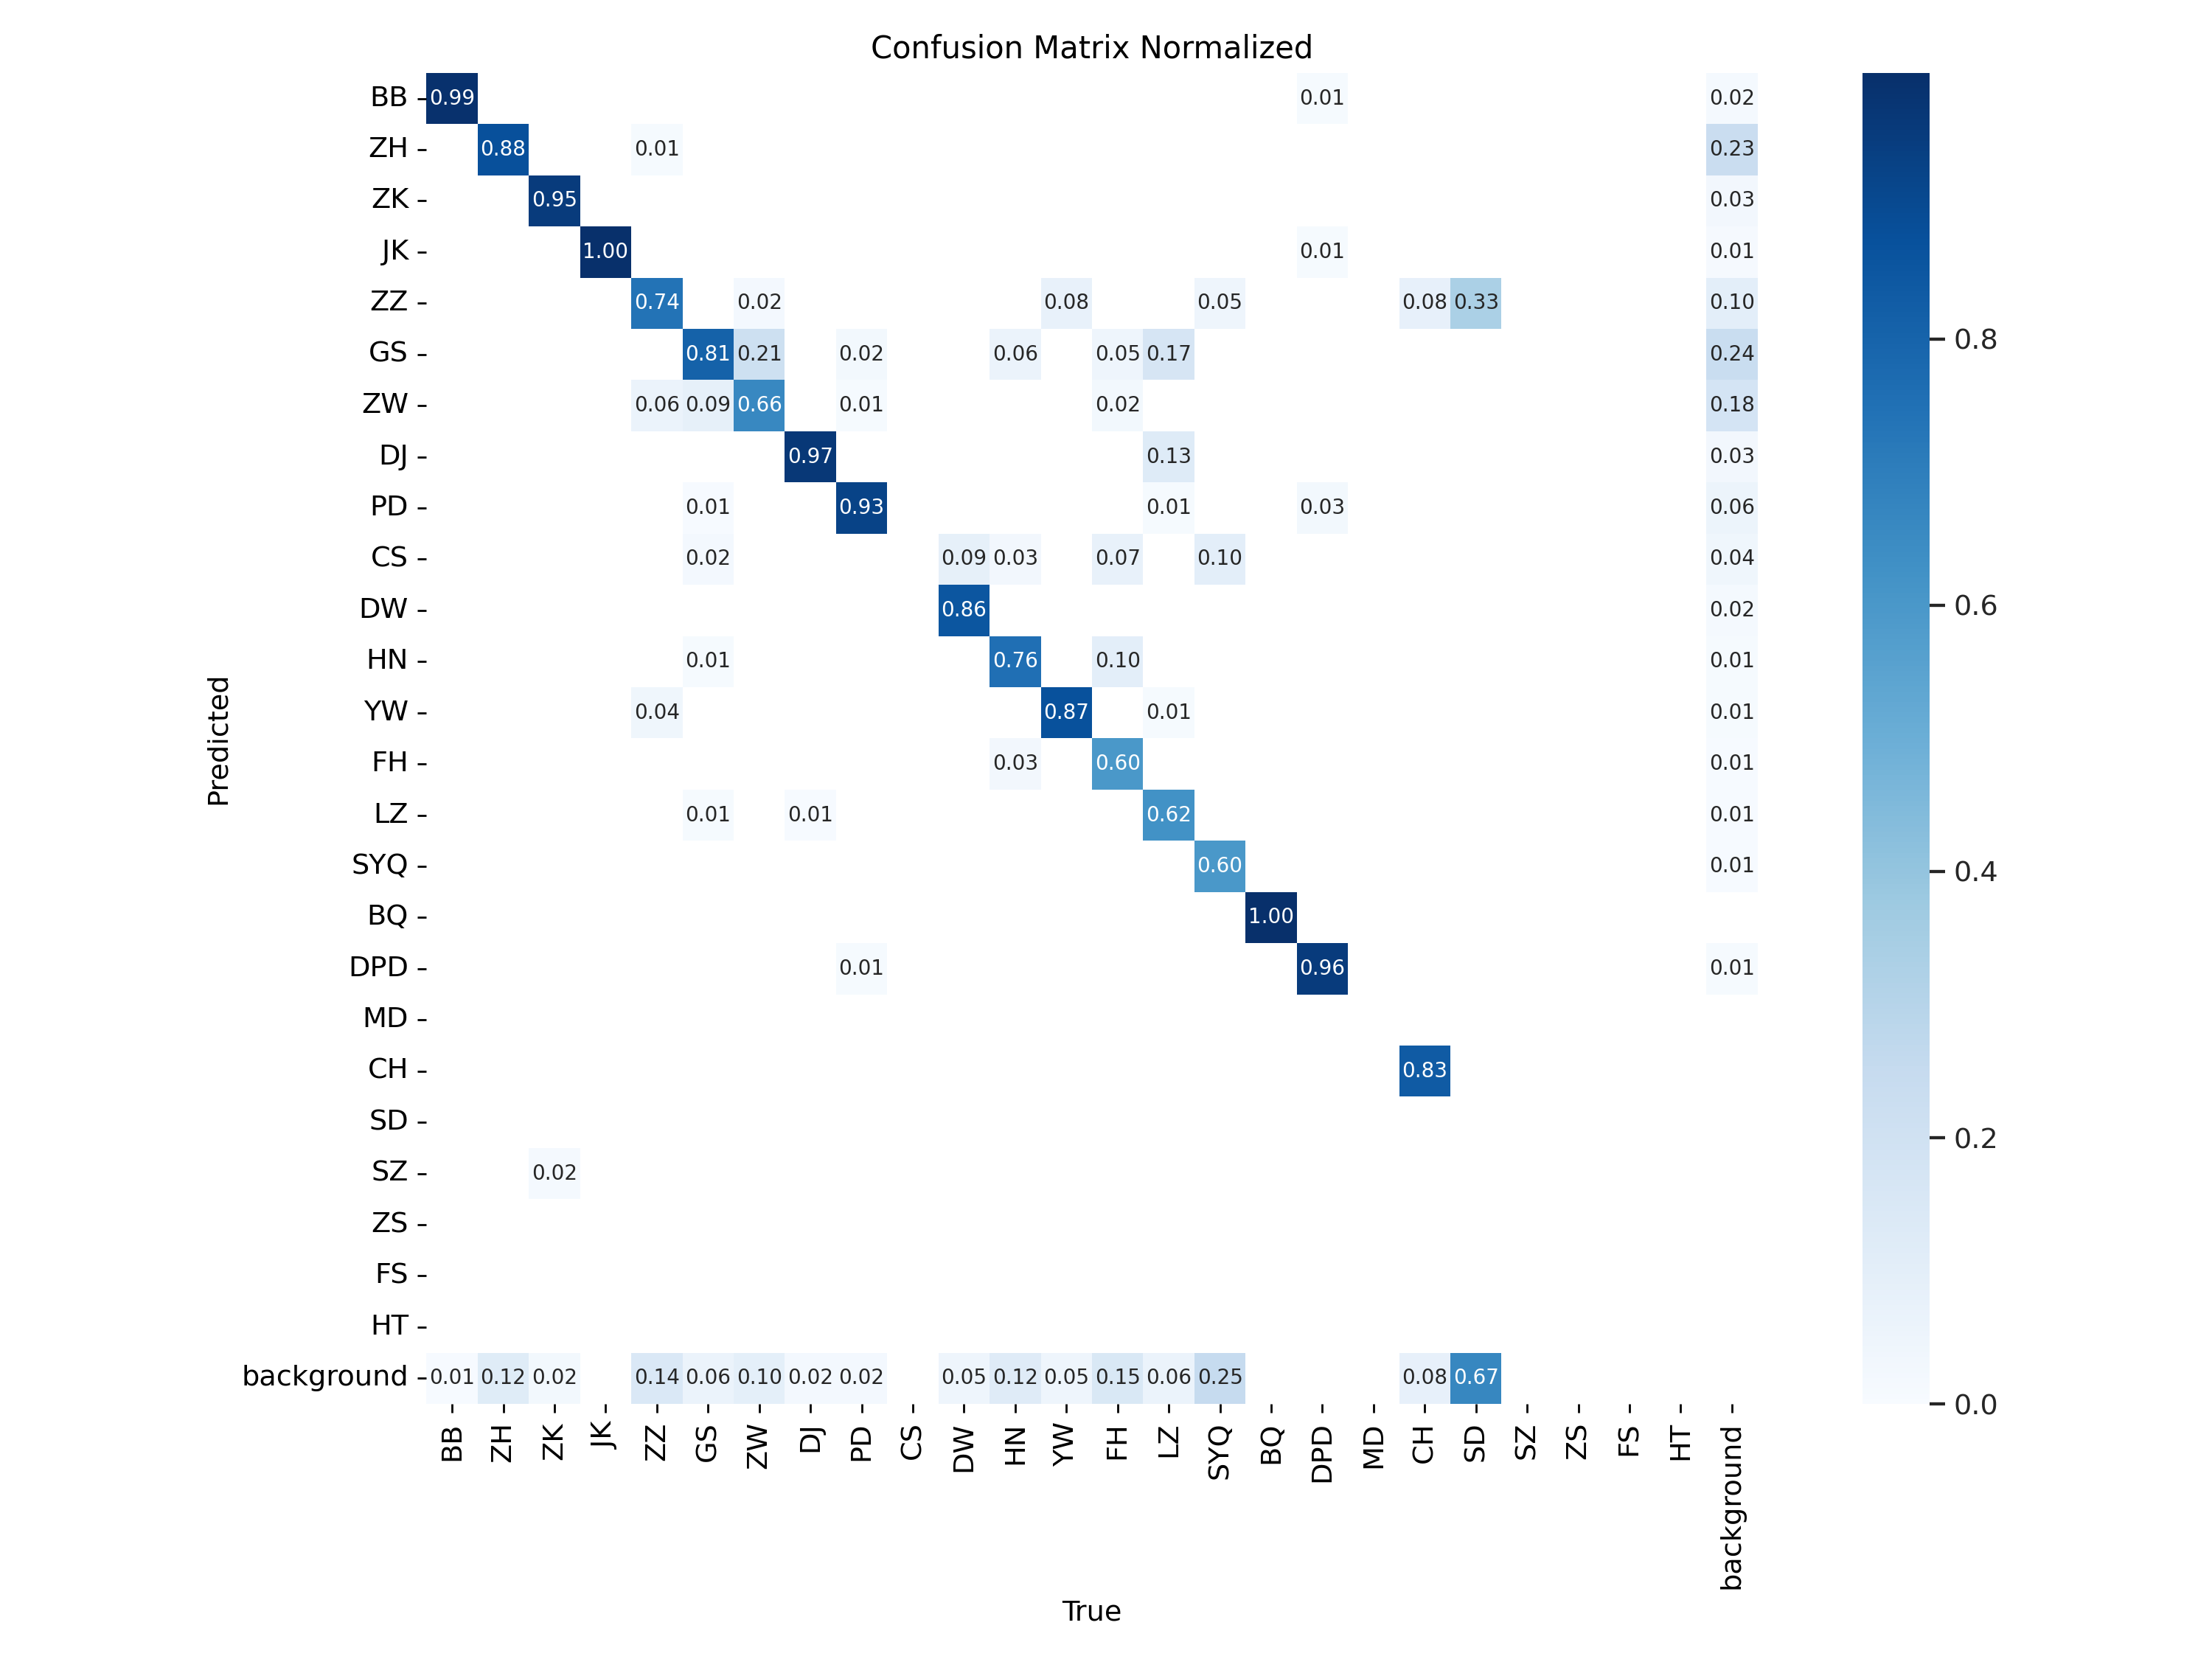 Confusion Matrix Normalized
BB 0.99 0.01 0.02
ZH 0.88 0.01 0.23
ZK 0.95 0.03
JK 1.00 0.01 0.01
ZZ 0.74 0.02 0.08 0.05 0.08 0.33 0.10
GS 0.81 0.21 0.02 0.06 0.05 0.17 0.24
ZW 0.06 0.09 0.66 0.01 0.02 0.18
DJ 0.97 0.13 0.03
PD 0.01 0.93 0.01 0.03 0.06
CS 0.02 0.09 0.03 0.07 0.10 0.04
DW 0.86 0.02
HN 0.01 0.76 0.10 0.01
YW 0.04 0.87 0.01 0.01
FH 0.03 0.60 0.01
LZ 0.01 0.01 0.62 0.01
SYQ 0.60 0.01
BQ 1.00
DPD 0.01 0.96 0.01
MD
CH 0.83
SD
SZ 0.02
ZS
FS
HT
background 0.01 0.12 0.02 0.14 0.06 0.10 0.02 0.02 0.05 0.12 0.05 0.15 0.06 0.25 0.08 0.67
BB ZH ZK JK ZZ GS ZW DJ PD CS DW HN YW FH LZ SYQ BQ DPD MD CH SD SZ ZS FS HT background
True
Predicted
0.8
0.6
0.4
0.2
0.0